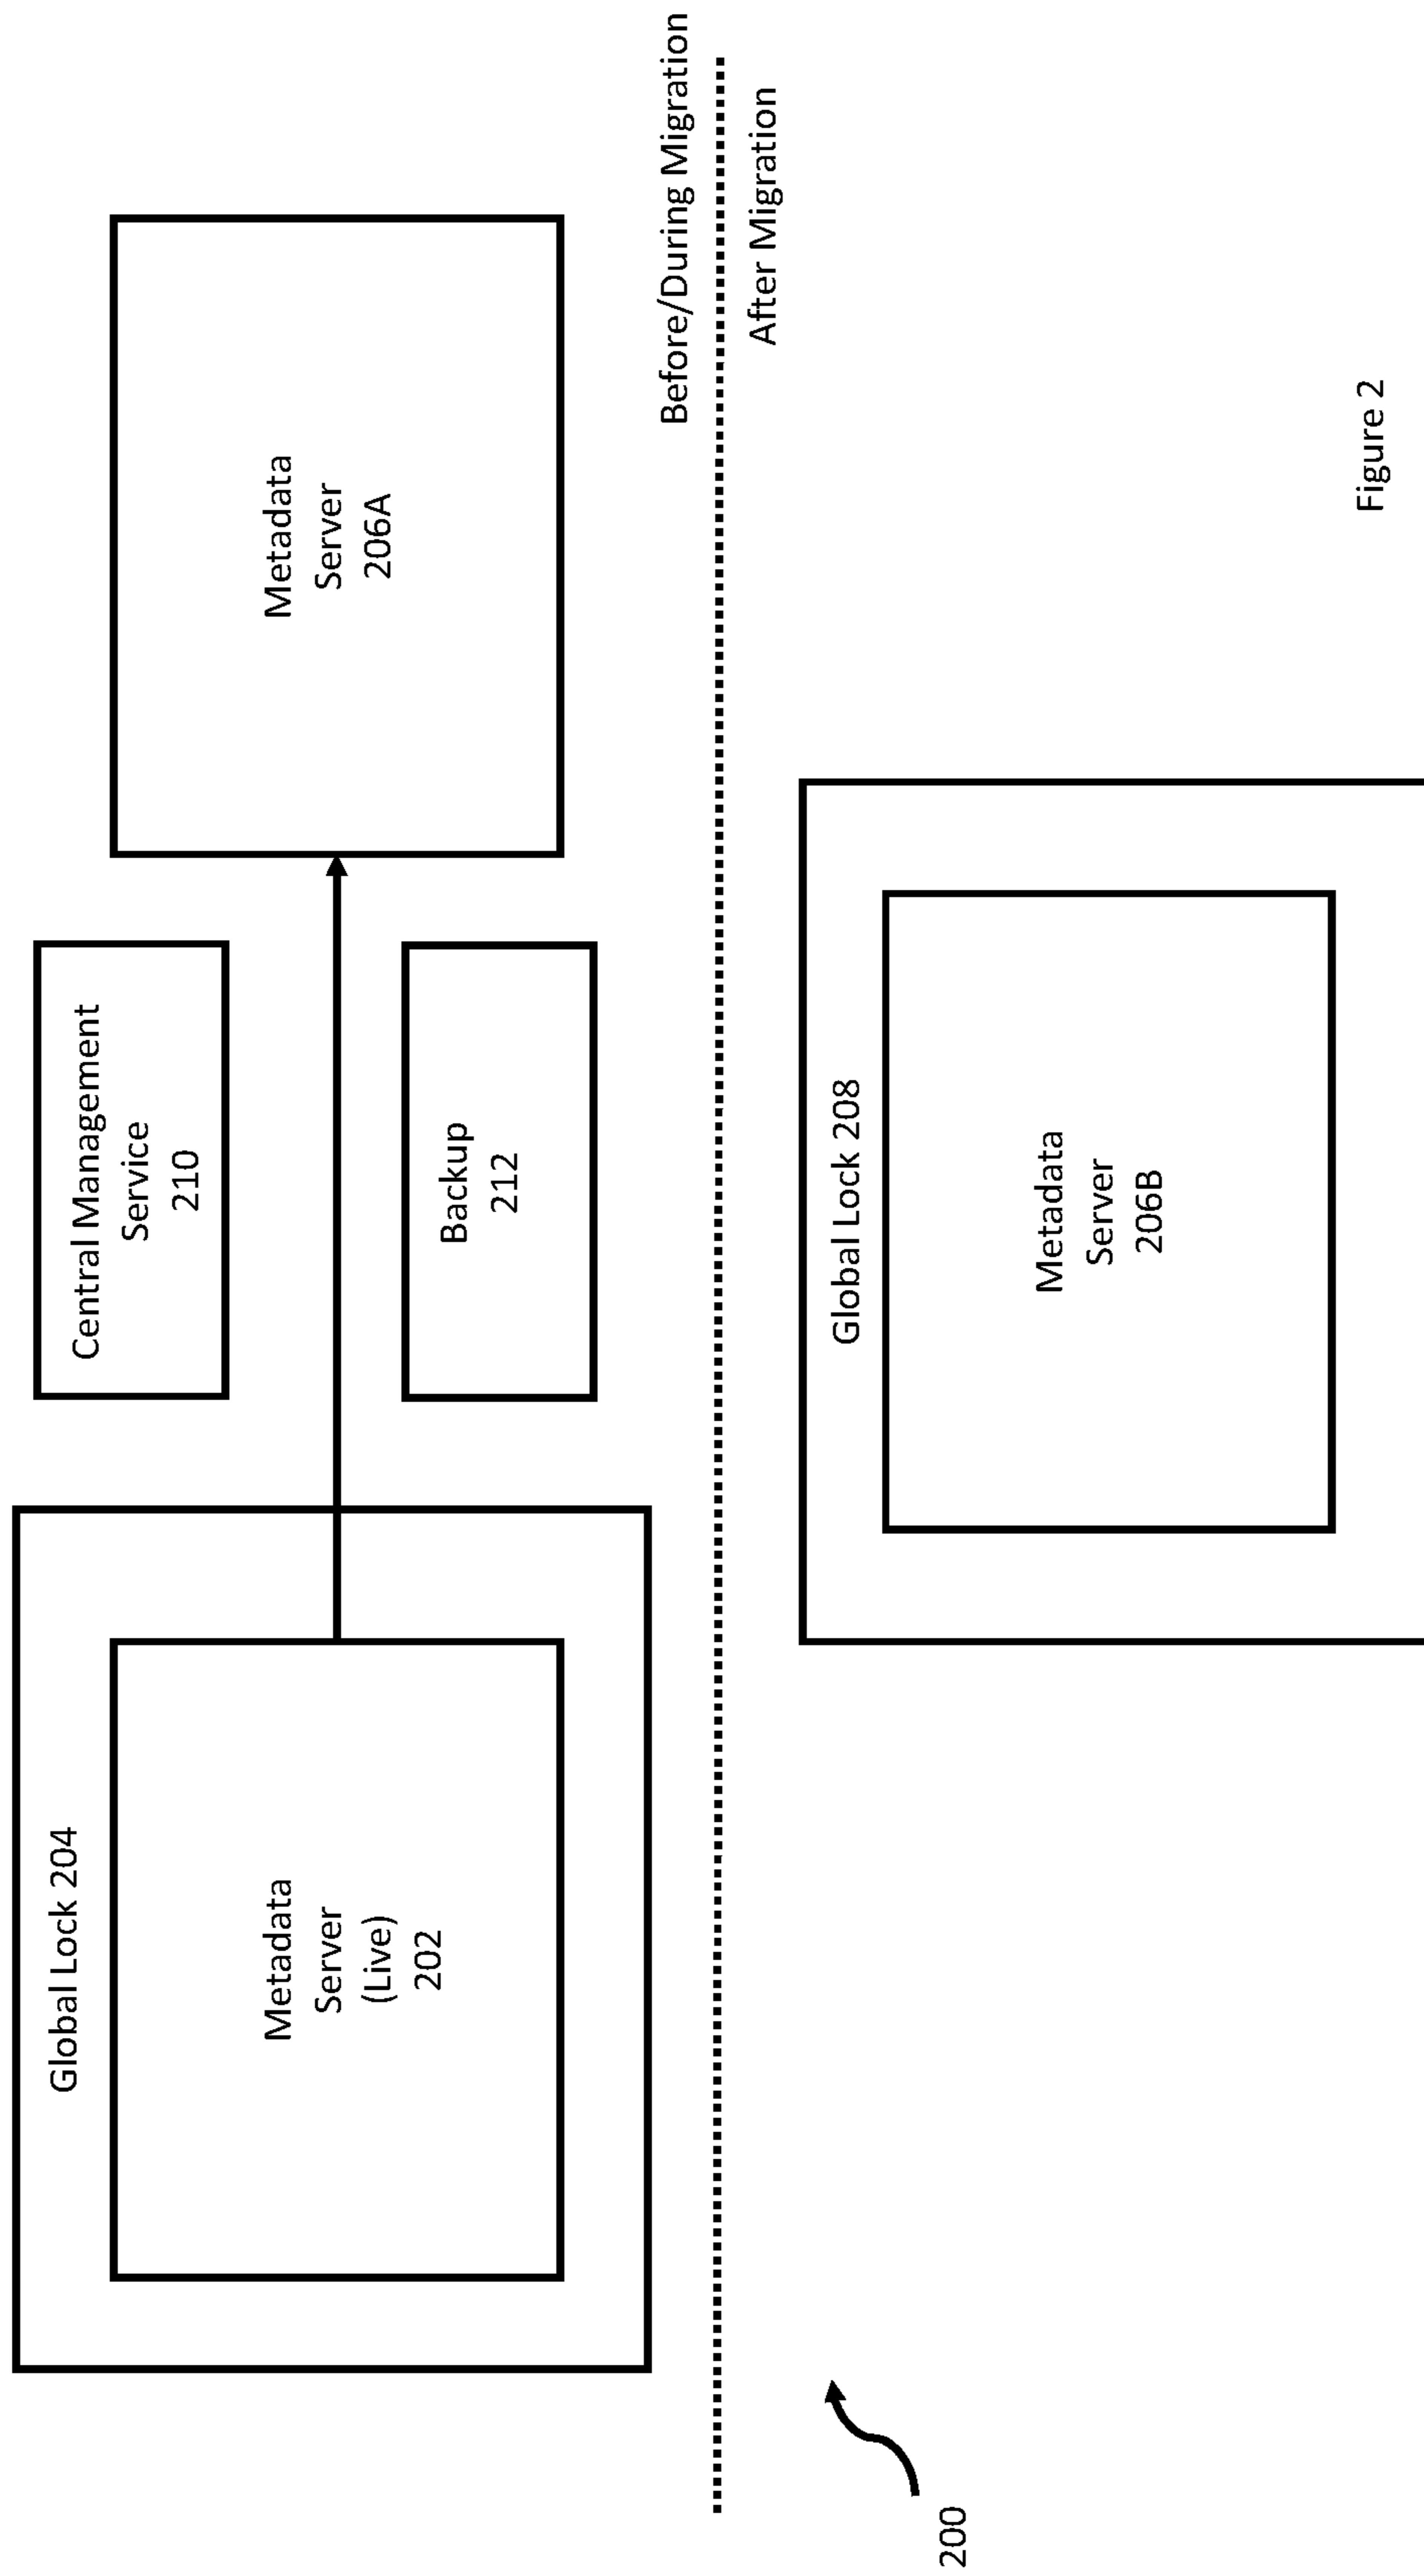 Global Lock 204
Metadata
Server
(Live)
202
Central Management
Service
210
Backup
212
Metadata
Server
206A
Before/During Migration
After Migration
Global Lock 208
Metadata
Server
206B
200
Figure 2